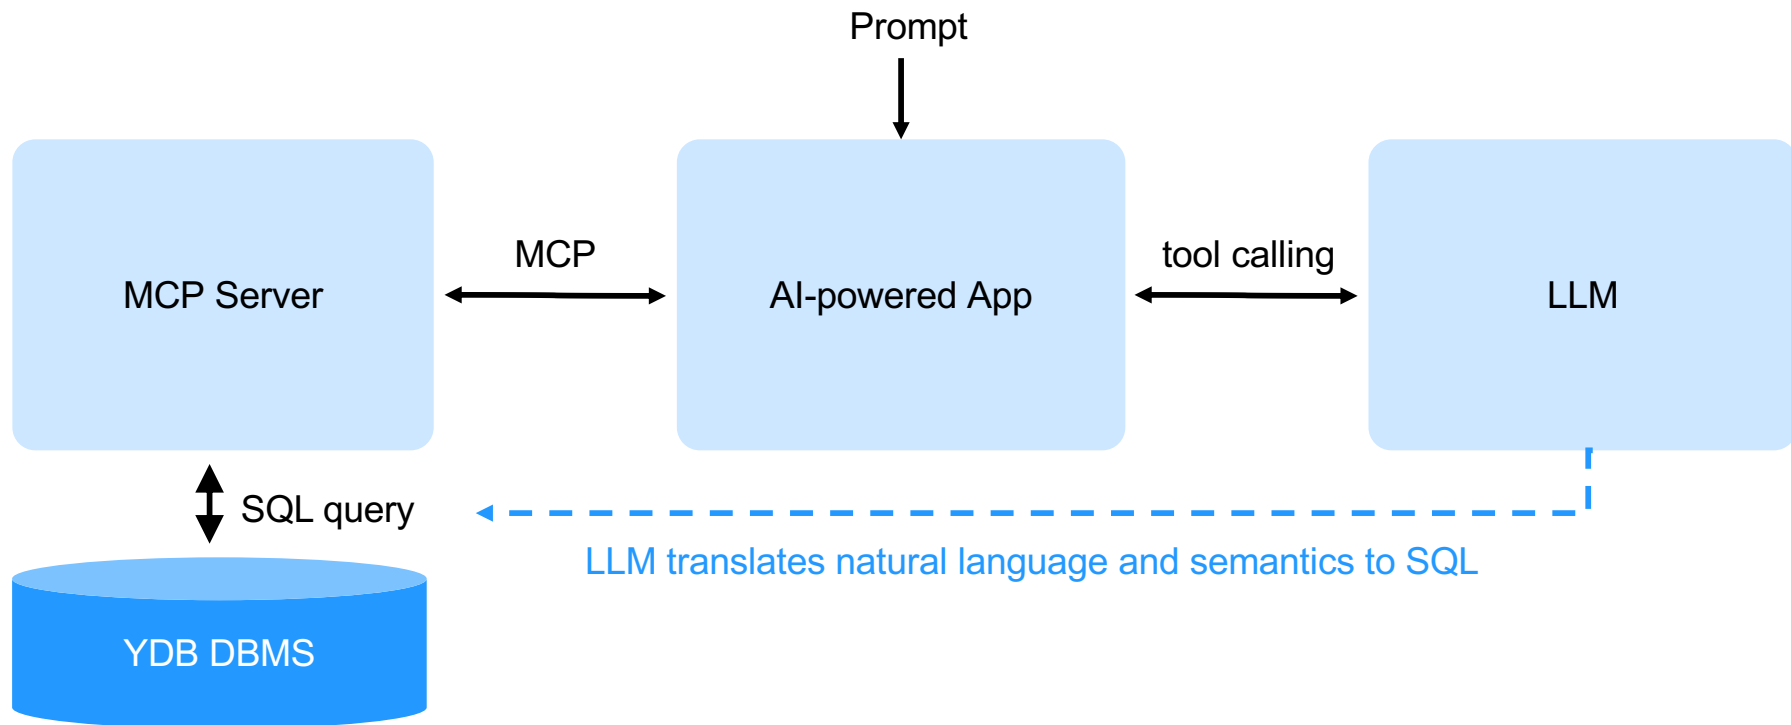 Prompt
MCP
tool calling
MCP Server
AI-powered App
LLM
SQL query
LLM translates natural language and semantics to SQL
YDB DBMS